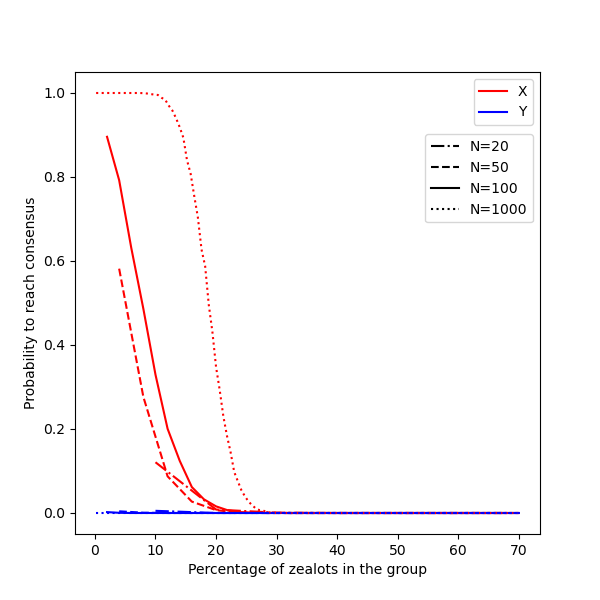 X
Y
N=20
N=50
N=100
N=1000
1.0
0.8
0.6
0.4
0.2
0.0
Probability to reach consensus
0 10 20 30 40 50 60 70
Percentage of zealots in the group